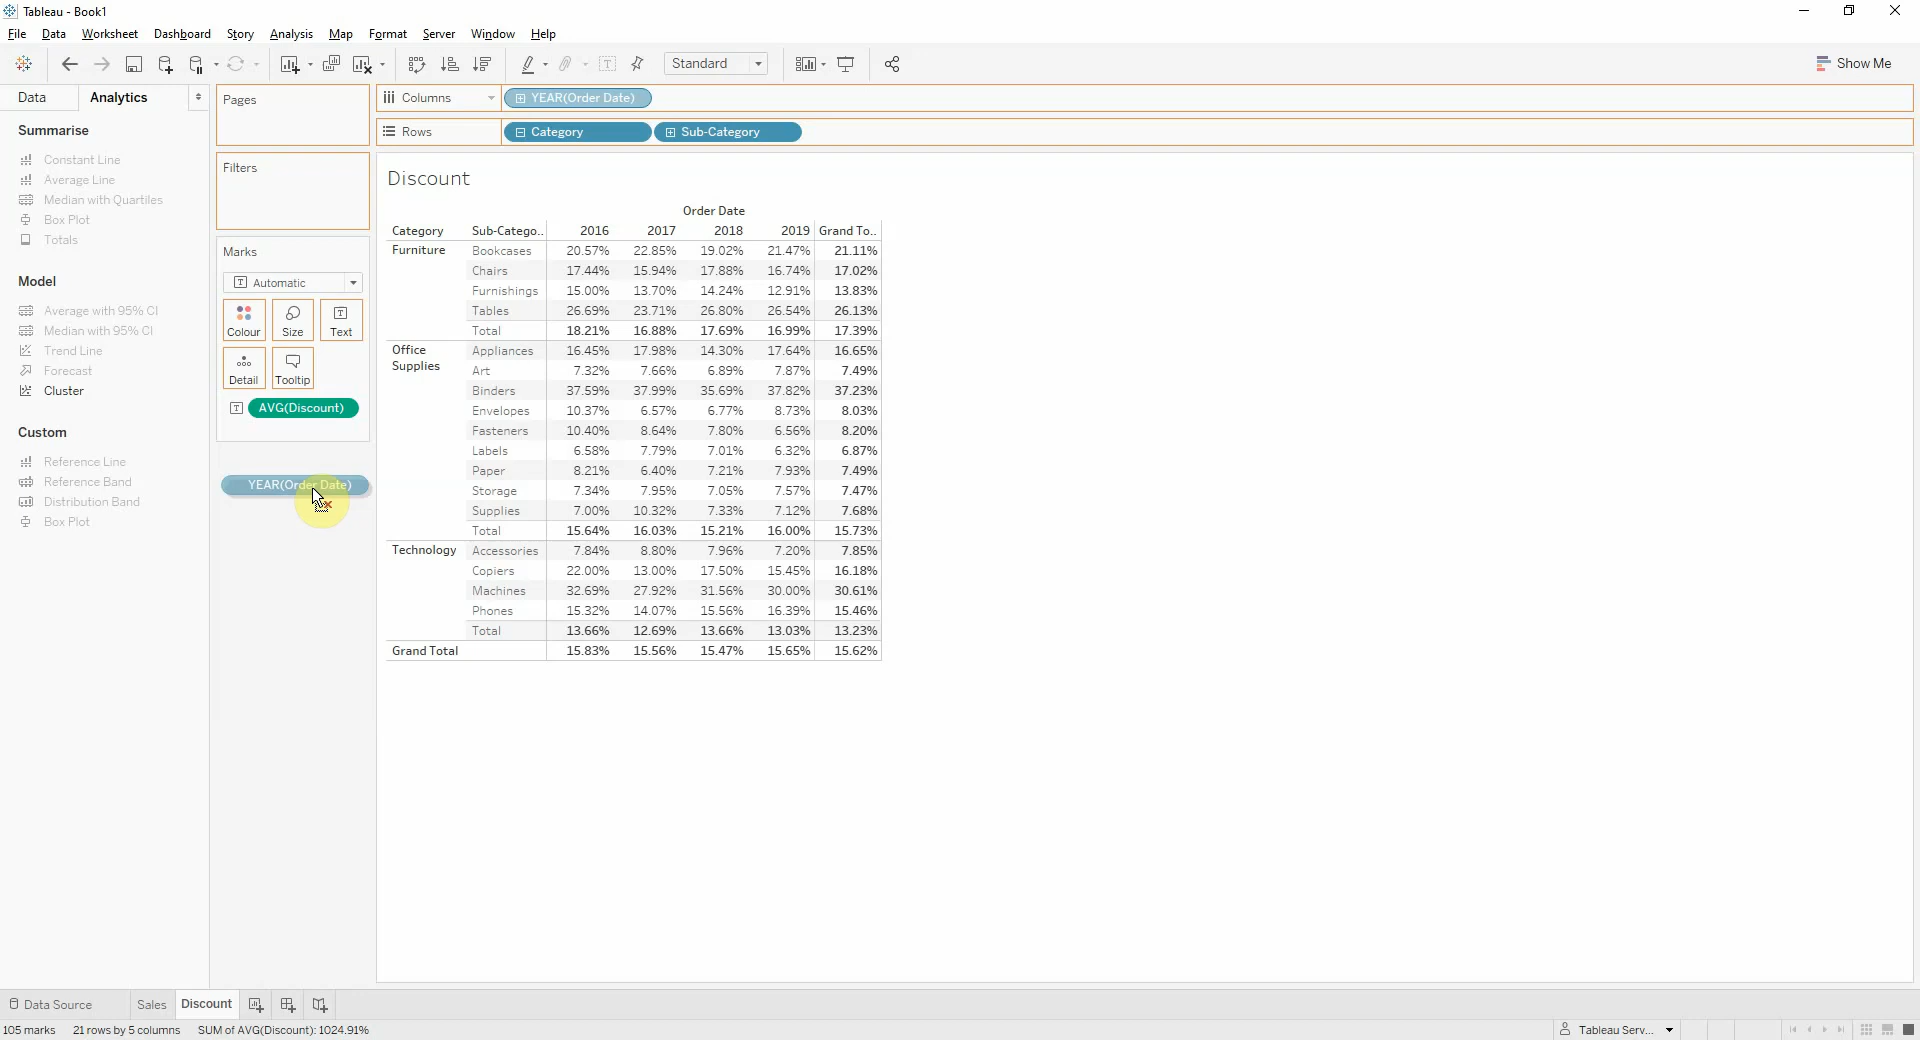 Tableau - Book1
File Data Worksheet Dashboard Story Analysis Map Format Server Window Help
Standard
Show Me
Data Analytics
Summarise
Constant Line
Average Line
Median with Quartiles
Box Plot
Totals
Model
Average with 95% CI
Median with 95% CI
Trend Line
Forecast
Cluster
Custom
Reference Line
Reference Band
Distribution Band
Box Plot
Pages
Filters
Marks
Automatic
Colour Size Text
Detail Tooltip
AVG(Discount)
YEAR(Order Date)
Columns YEAR(Order Date)
Rows Category Sub-Category
Discount
Order Date
Category Sub-Catego.. 2016 2017 2018 2019 Grand To..
Furniture Bookcases 20.57% 22.85% 19.02% 21.47% 21.11%
Chairs 17.44% 15.94% 17.88% 16.74% 17.02%
Furnishings 15.00% 13.70% 14.24% 12.91% 13.83%
Tables 26.69% 23.71% 26.80% 26.54% 26.13%
Total 18.21% 16.88% 17.69% 16.99% 17.39%
Office Supplies Appliances 16.45% 17.98% 14.30% 17.64% 16.65%
Art 7.32% 7.66% 6.89% 7.87% 7.49%
Binders 37.59% 37.99% 35.69% 37.82% 37.23%
Envelopes 10.37% 6.57% 6.77% 8.73% 8.03%
Fasteners 10.40% 8.64% 7.80% 6.56% 8.20%
Labels 6.58% 7.79% 7.01% 6.32% 6.87%
Paper 8.21% 6.40% 7.21% 7.93% 7.49%
Storage 7.34% 7.95% 7.05% 7.57% 7.47%
Supplies 7.00% 10.32% 7.33% 7.12% 7.68%
Total 15.64% 16.03% 15.21% 16.00% 15.73%
Technology Accessories 7.84% 8.80% 7.96% 7.20% 7.85%
Copiers 22.00% 13.00% 17.50% 15.45% 16.18%
Machines 32.69% 27.92% 31.56% 30.00% 30.61%
Phones 15.32% 14.07% 15.56% 16.39% 15.46%
Total 13.66% 12.69% 13.66% 13.03% 13.23%
Grand Total 15.83% 15.56% 15.47% 15.65% 15.62%
Data Source Sales Discount
105 marks 21 rows by 5 columns SUM of AVG(Discount): 1024.91% Tableau Serv...